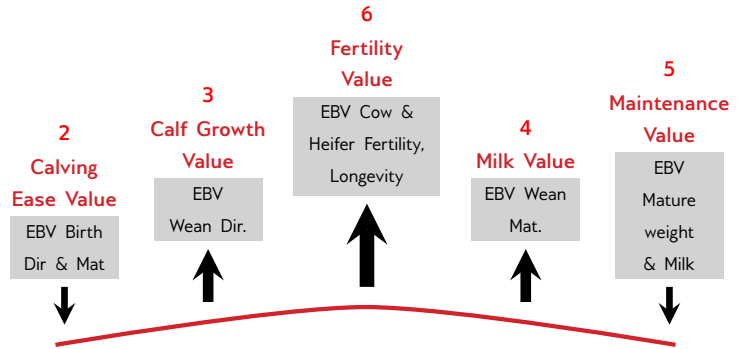 2
Calving
Ease Value
EBV Birth
Dir & Mat
3
Calf Growth
Value
EBV
Wean Dir.
6
Fertility
Value
EBV Cow &
Heifer Fertility,
Longevity
4
Milk Value
EBV Wean
Mat.
5
Maintenance
Value
EBV
Mature
weight
& Milk